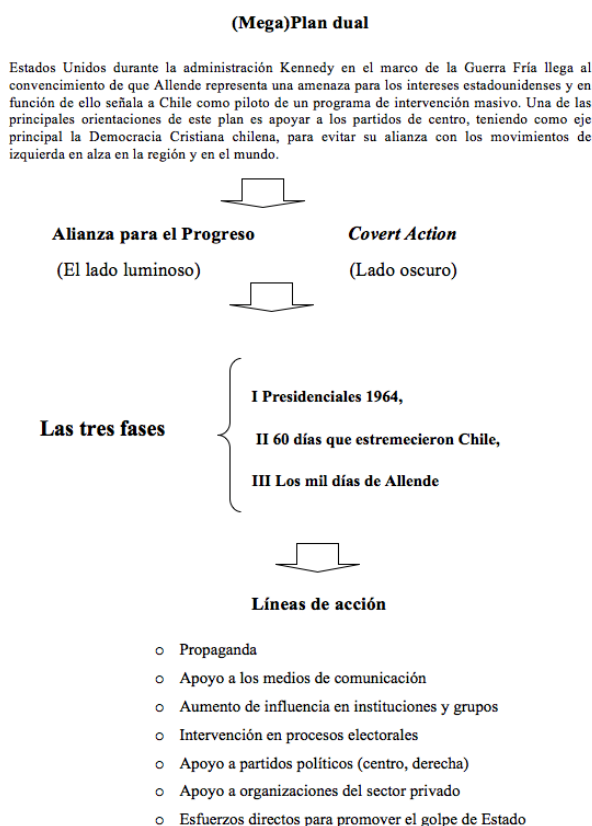 (Mega)Plan dual
Estados Unidos durante la administración Kennedy en el marco de la Guerra Fría llega al
convencimiento de que Allende representa una amenaza para los intereses estadounidenses y en
función de ello señala a Chile como piloto de un programa de intervención masivo. Una de las
principales orientaciones de este plan es apoyar a los partidos de centro, teniendo como eje
principal la Democracia Cristiana chilena, para evitar su alianza con los movimientos de
izquierda en alza en la región y en el mundo.
Alianza para el Progreso Covert Action
(El lado luminoso) (Lado oscuro)
Las tres fases
I Presidenciales 1964,
II 60 días que estremecieron Chile,
III Los mil días de Allende
Líneas de acción
o Propaganda
o Apoyo a los medios de comunicación
o Aumento de influencia en instituciones y grupos
o Intervención en procesos electorales
o Apoyo a partidos políticos (centro, derecha)
o Apoyo a organizaciones del sector privado
o Esfuerzos directos para promover el golpe de Estado